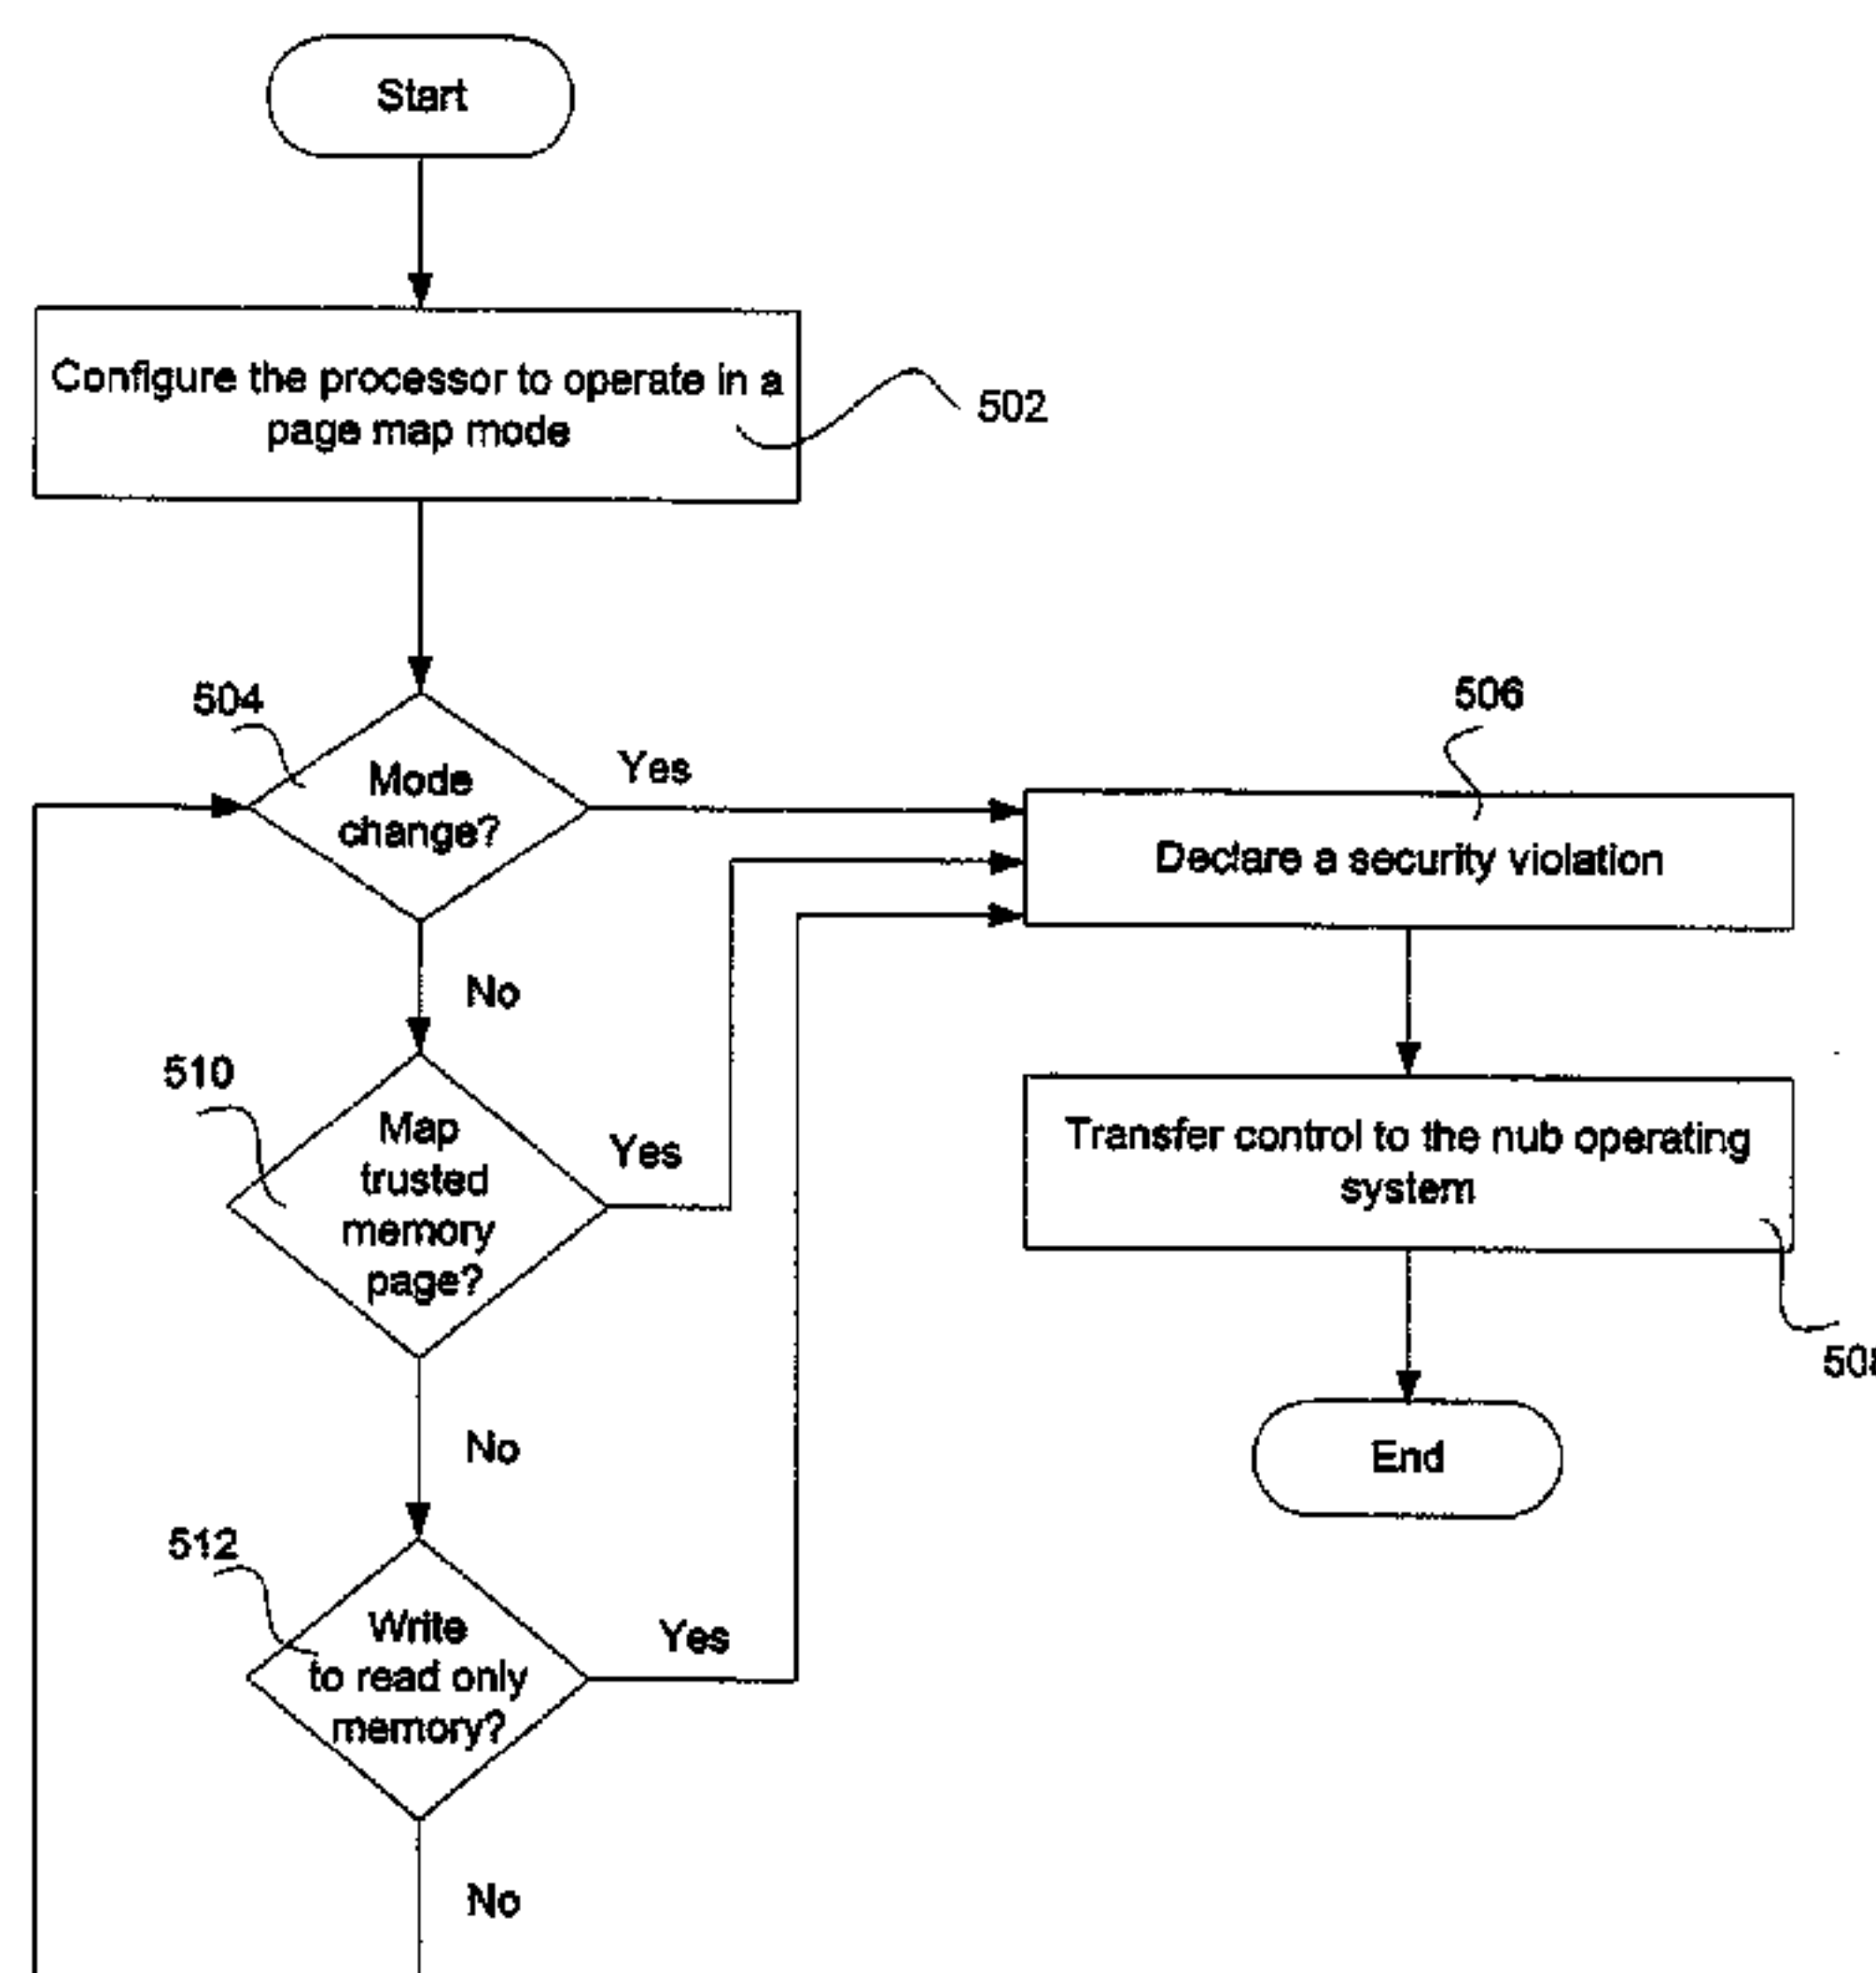 Start
Configure the processor to operate in a
page map mode
502
504
Mode
change?
Yes
506
Declare a security violation
No
510
Map
trusted
memory
page?
Yes
Transfer control to the nub operating
system
No
End
512
Write
to read only
memory?
Yes
No